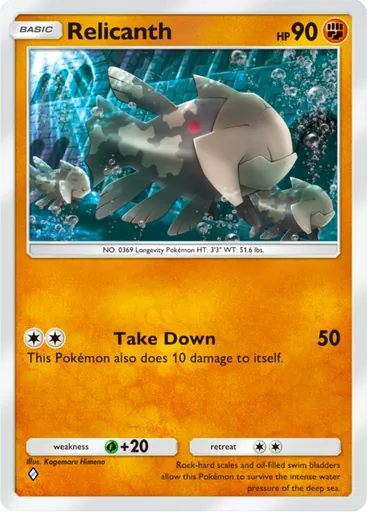 BASIC Relicanth HP 90
NO. 0369 Longevity Pokémon HT: 3'3" WT: 51.6 lbs.
Take Down 50
This Pokémon also does 10 damage to itself.
weakness +20 retreat
Illus. Kagemaru Himeno
Rock-hard scales and oil-filled swim bladders
allow this Pokémon to survive the intense water
pressure of the deep sea.